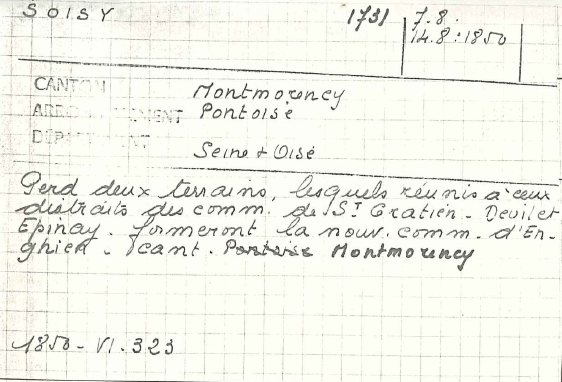 SOISY 1731 7.8.
14.8:1850
CANTON Montmorency
ARRONDISSEMENT Pontoise
DÉPARTEMENT
Seine & Oise
Perd deux terrains, lesquels réunis à ceux
distraits des comm. de St Gratien - Deuil et
Epinay. formeront la nouv. comm. d'En-
ghien - cant. Pontoise Montmorency
1850 - VI. 323